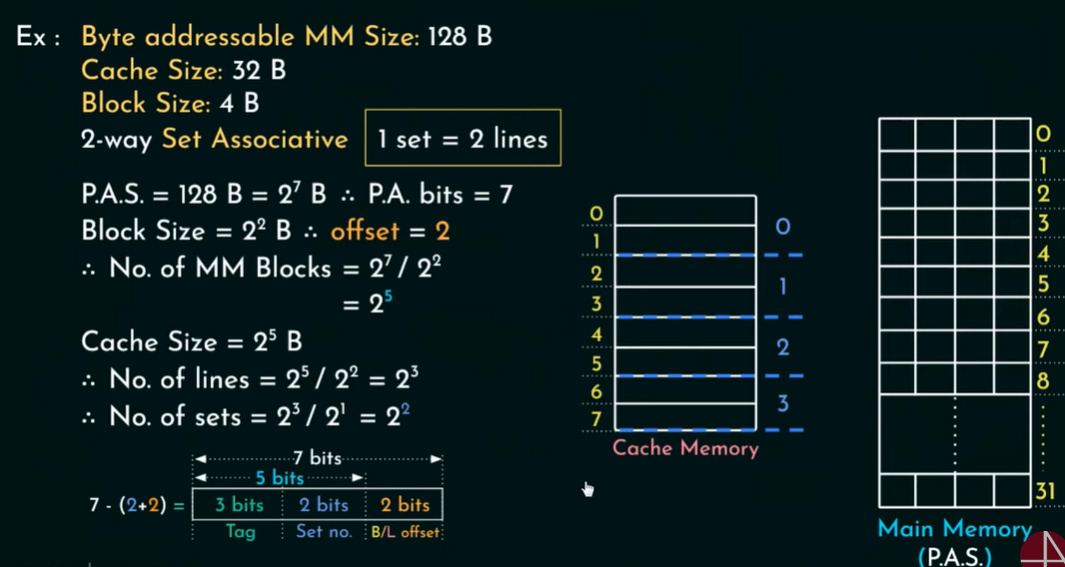 Ex : Byte addressable MM Size: 128 B
Cache Size: 32 B
Block Size: 4 B
2-way Set Associative 1 set = 2 lines
P.A.S. = 128 B = 2⁷ B ∴ P.A. bits = 7
Block Size = 2² B ∴ offset = 2
∴ No. of MM Blocks = 2⁷ / 2²
= 2⁵
Cache Size = 2⁵ B
∴ No. of lines = 2⁵ / 2² = 2³
∴ No. of sets = 2³ / 2¹ = 2²
7 bits
5 bits
7 - (2+2) = 3 bits 2 bits 2 bits
Tag Set no. B/L offset
0
1
2
3
4
5
6
7
0
1
2
3
Cache Memory
0
1
2
3
4
5
6
7
8
31
Main Memory
(P.A.S.)